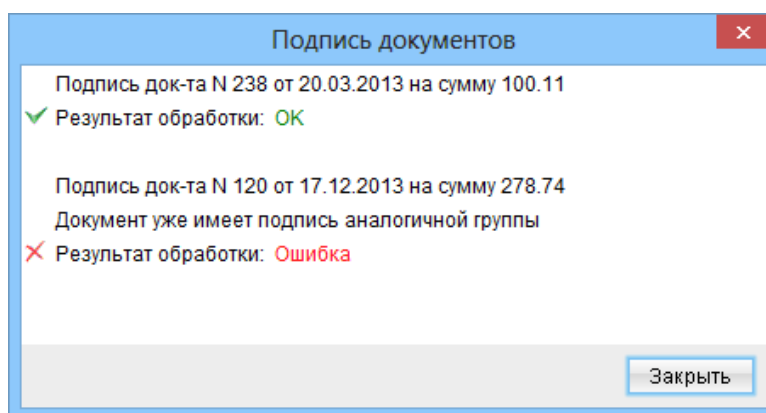 Подпись документов
Подпись док-та N 238 от 20.03.2013 на сумму 100.11
Результат обработки: OK
Подпись док-та N 120 от 17.12.2013 на сумму 278.74
Документ уже имеет подпись аналогичной группы
Результат обработки: Ошибка
Закрыть